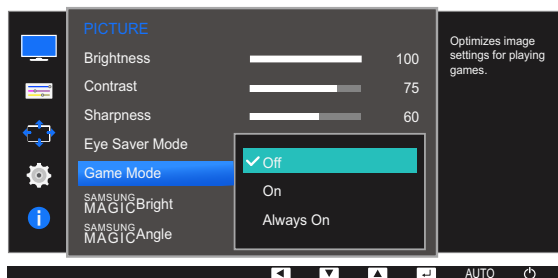 PICTURE
Brightness 100
Contrast 75
Sharpness 60
Eye Saver Mode
Game Mode
SAMSUNG MAGICBright
SAMSUNG MAGICAngle
Off
On
Always On
Optimizes image
settings for playing
games.
AUTO